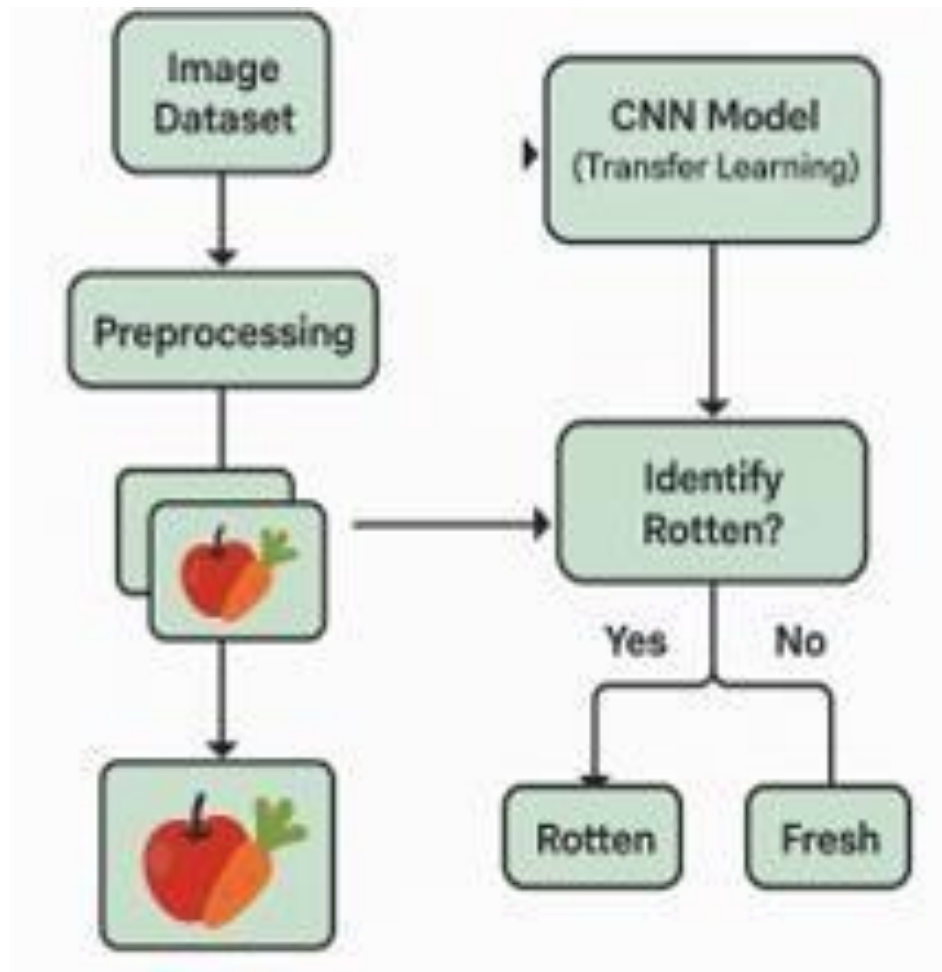 Image
Dataset
Preprocessing
CNN Model
(Transfer Learning)
Identify
Rotten?
Yes
No
Rotten
Fresh